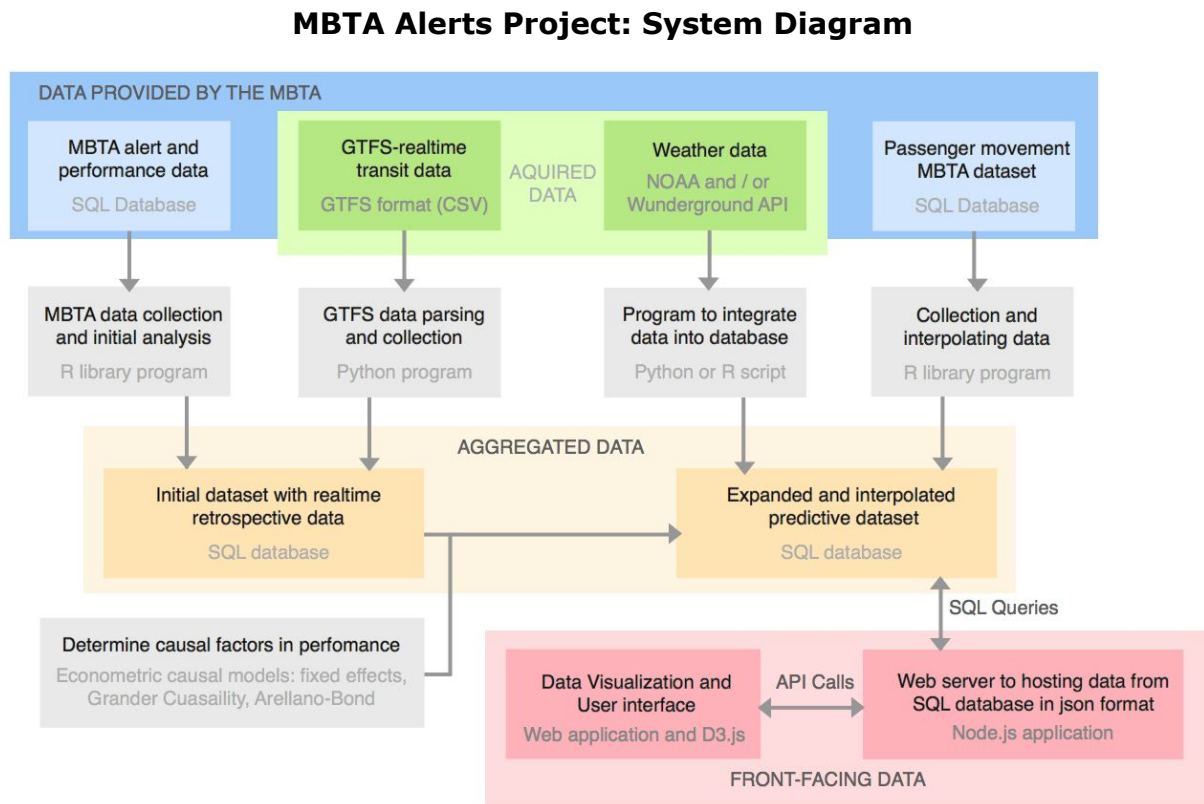 MBTA Alerts Project: System Diagram
DATA PROVIDED BY THE MBTA
MBTA alert and
performance data
SQL Database
GTFS-realtime
transit data
GTFS format (CSV)
AQUIRED
DATA
Weather data
NOAA and / or
Wunderground API
Passenger movement
MBTA dataset
SQL Database
MBTA data collection
and initial analysis
R library program
GTFS data parsing
and collection
Python program
Program to integrate
data into database
Python or R script
Collection and
interpolating data
R library program
AGGREGATED DATA
Initial dataset with realtime
retrospective data
SQL database
Expanded and interpolated
predictive dataset
SQL database
SQL Queries
Determine causal factors in perfomance
Econometric causal models: fixed effects,
Grander Cuasaility, Arellano-Bond
Data Visualization and
User interface
Web application and D3.js
API Calls
Web server to hosting data from
SQL database in json format
Node.js application
FRONT-FACING DATA